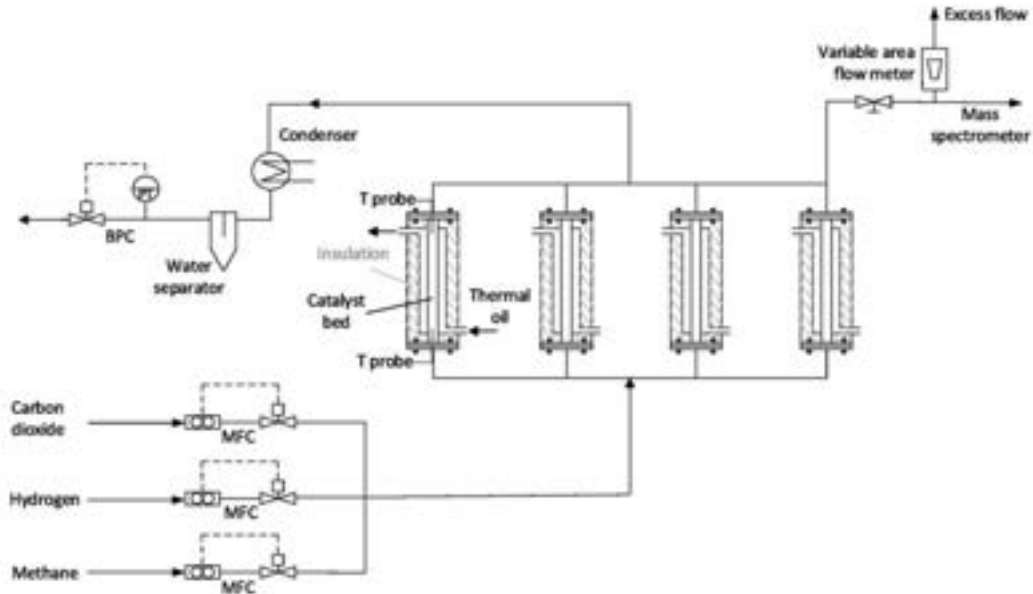 Excess flow
Variable area
flow meter
Mass
spectrometer
Condenser
T probe
BPC
Water
separator
Insulation
Catalyst
bed
Thermal
oil
T probe
Carbon
dioxide
MFC
Hydrogen
MFC
Methane
MFC